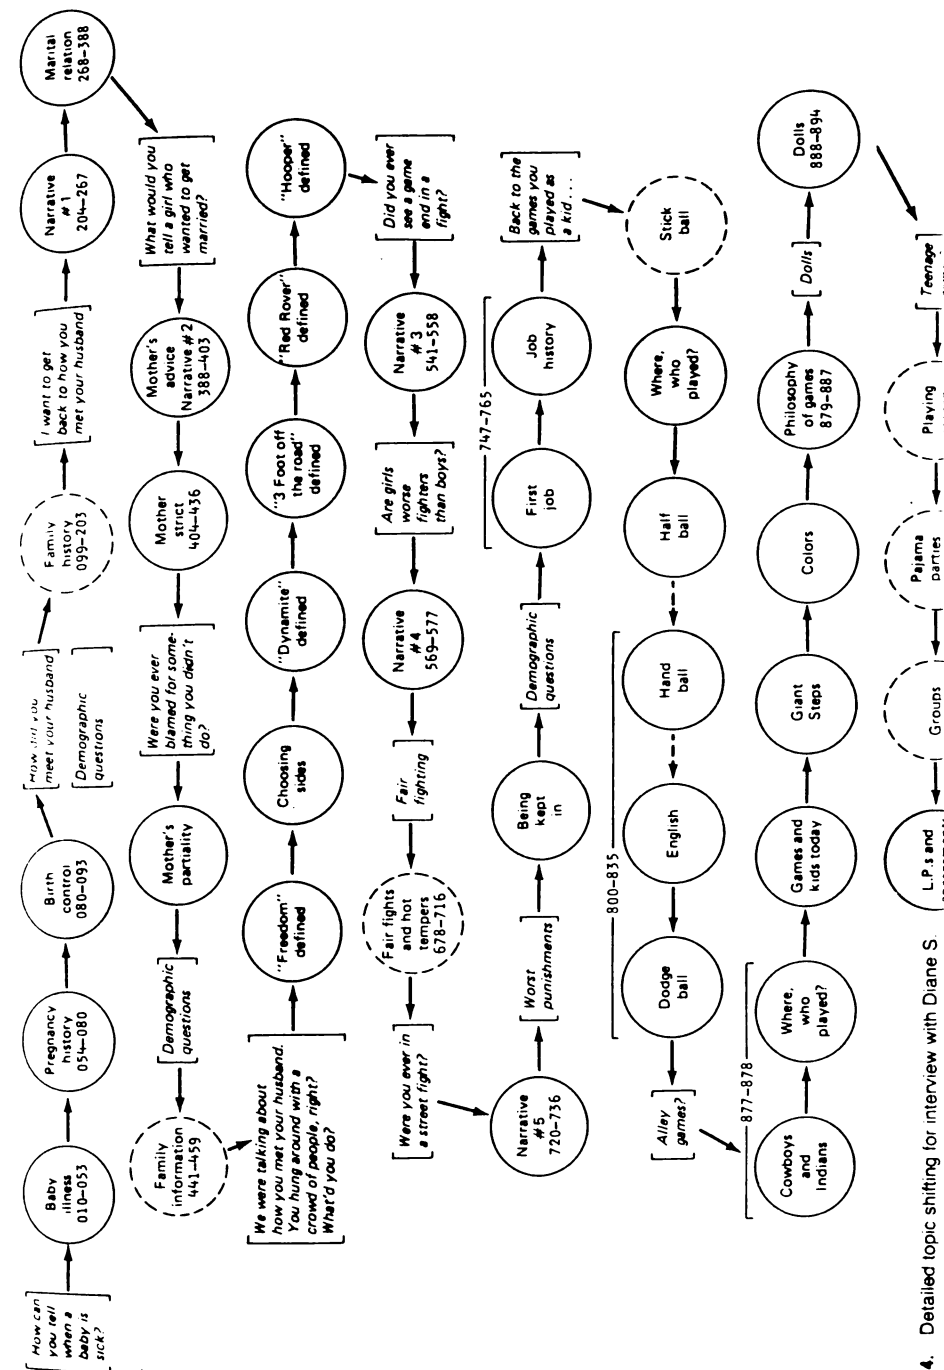 [How can
you tell
when a
baby is
sick?]
Baby
illness
010-053
Pregnancy
history
054-080
Birth
control
080-093
[How did you
meet your husband]
[Demographic
questions
Family
history
099-203
[I want to get
back to how you
met your husband]
Narrative
#1
204-267
Marital
relation
268-388
[What would you
tell a girl who
wanted to get
married?]
Mother's
advice
Narrative #2
388-403
Mother
strict
404-436
[Were you ever
blamed for some-
thing you didn't
do?]
Mother's
partiality
[Demographic
questions]
Family
information
441-459
[We were talking about
how you met your husband.
You hung around with a
crowd of people, right?
What'd you do?]
"Freedom"
defined
Choosing
sides
"Dynamite"
defined
"3 Foot off
the road"
defined
"Red Rover"
defined
"Hooper"
defined
[Did you ever
see a game
end in a
fight?]
Narrative
#3
541-558
[Are girls
worse
fighters
than boys?]
Narrative
#4
569-577
[Fair
fighting]
Fair fights
and hot
tempers
678-716
[Were you ever in
a street fight?]
Narrative
#5
720-736
[Worst
punishments]
Being
kept
in
[Demographic
questions]
747-765
First
job
Job
history
[Back to the
games you
played as
a kid...]
Stick
ball
Where,
who
played?
Half
ball
800-835
Hand
ball
English
Dodge
ball
[Alley
games?]
877-878
Cowboys
and
Indians
Where,
who
played?
Games and
kids today
Giant
Steps
Colors
Philosophy
of games
879-887
[Dolls]
Dolls
888-894
[Teenage
Playing
Pajama
parties
Groups
L.P.s and
4. Detailed topic shifting for interview with Diane S.